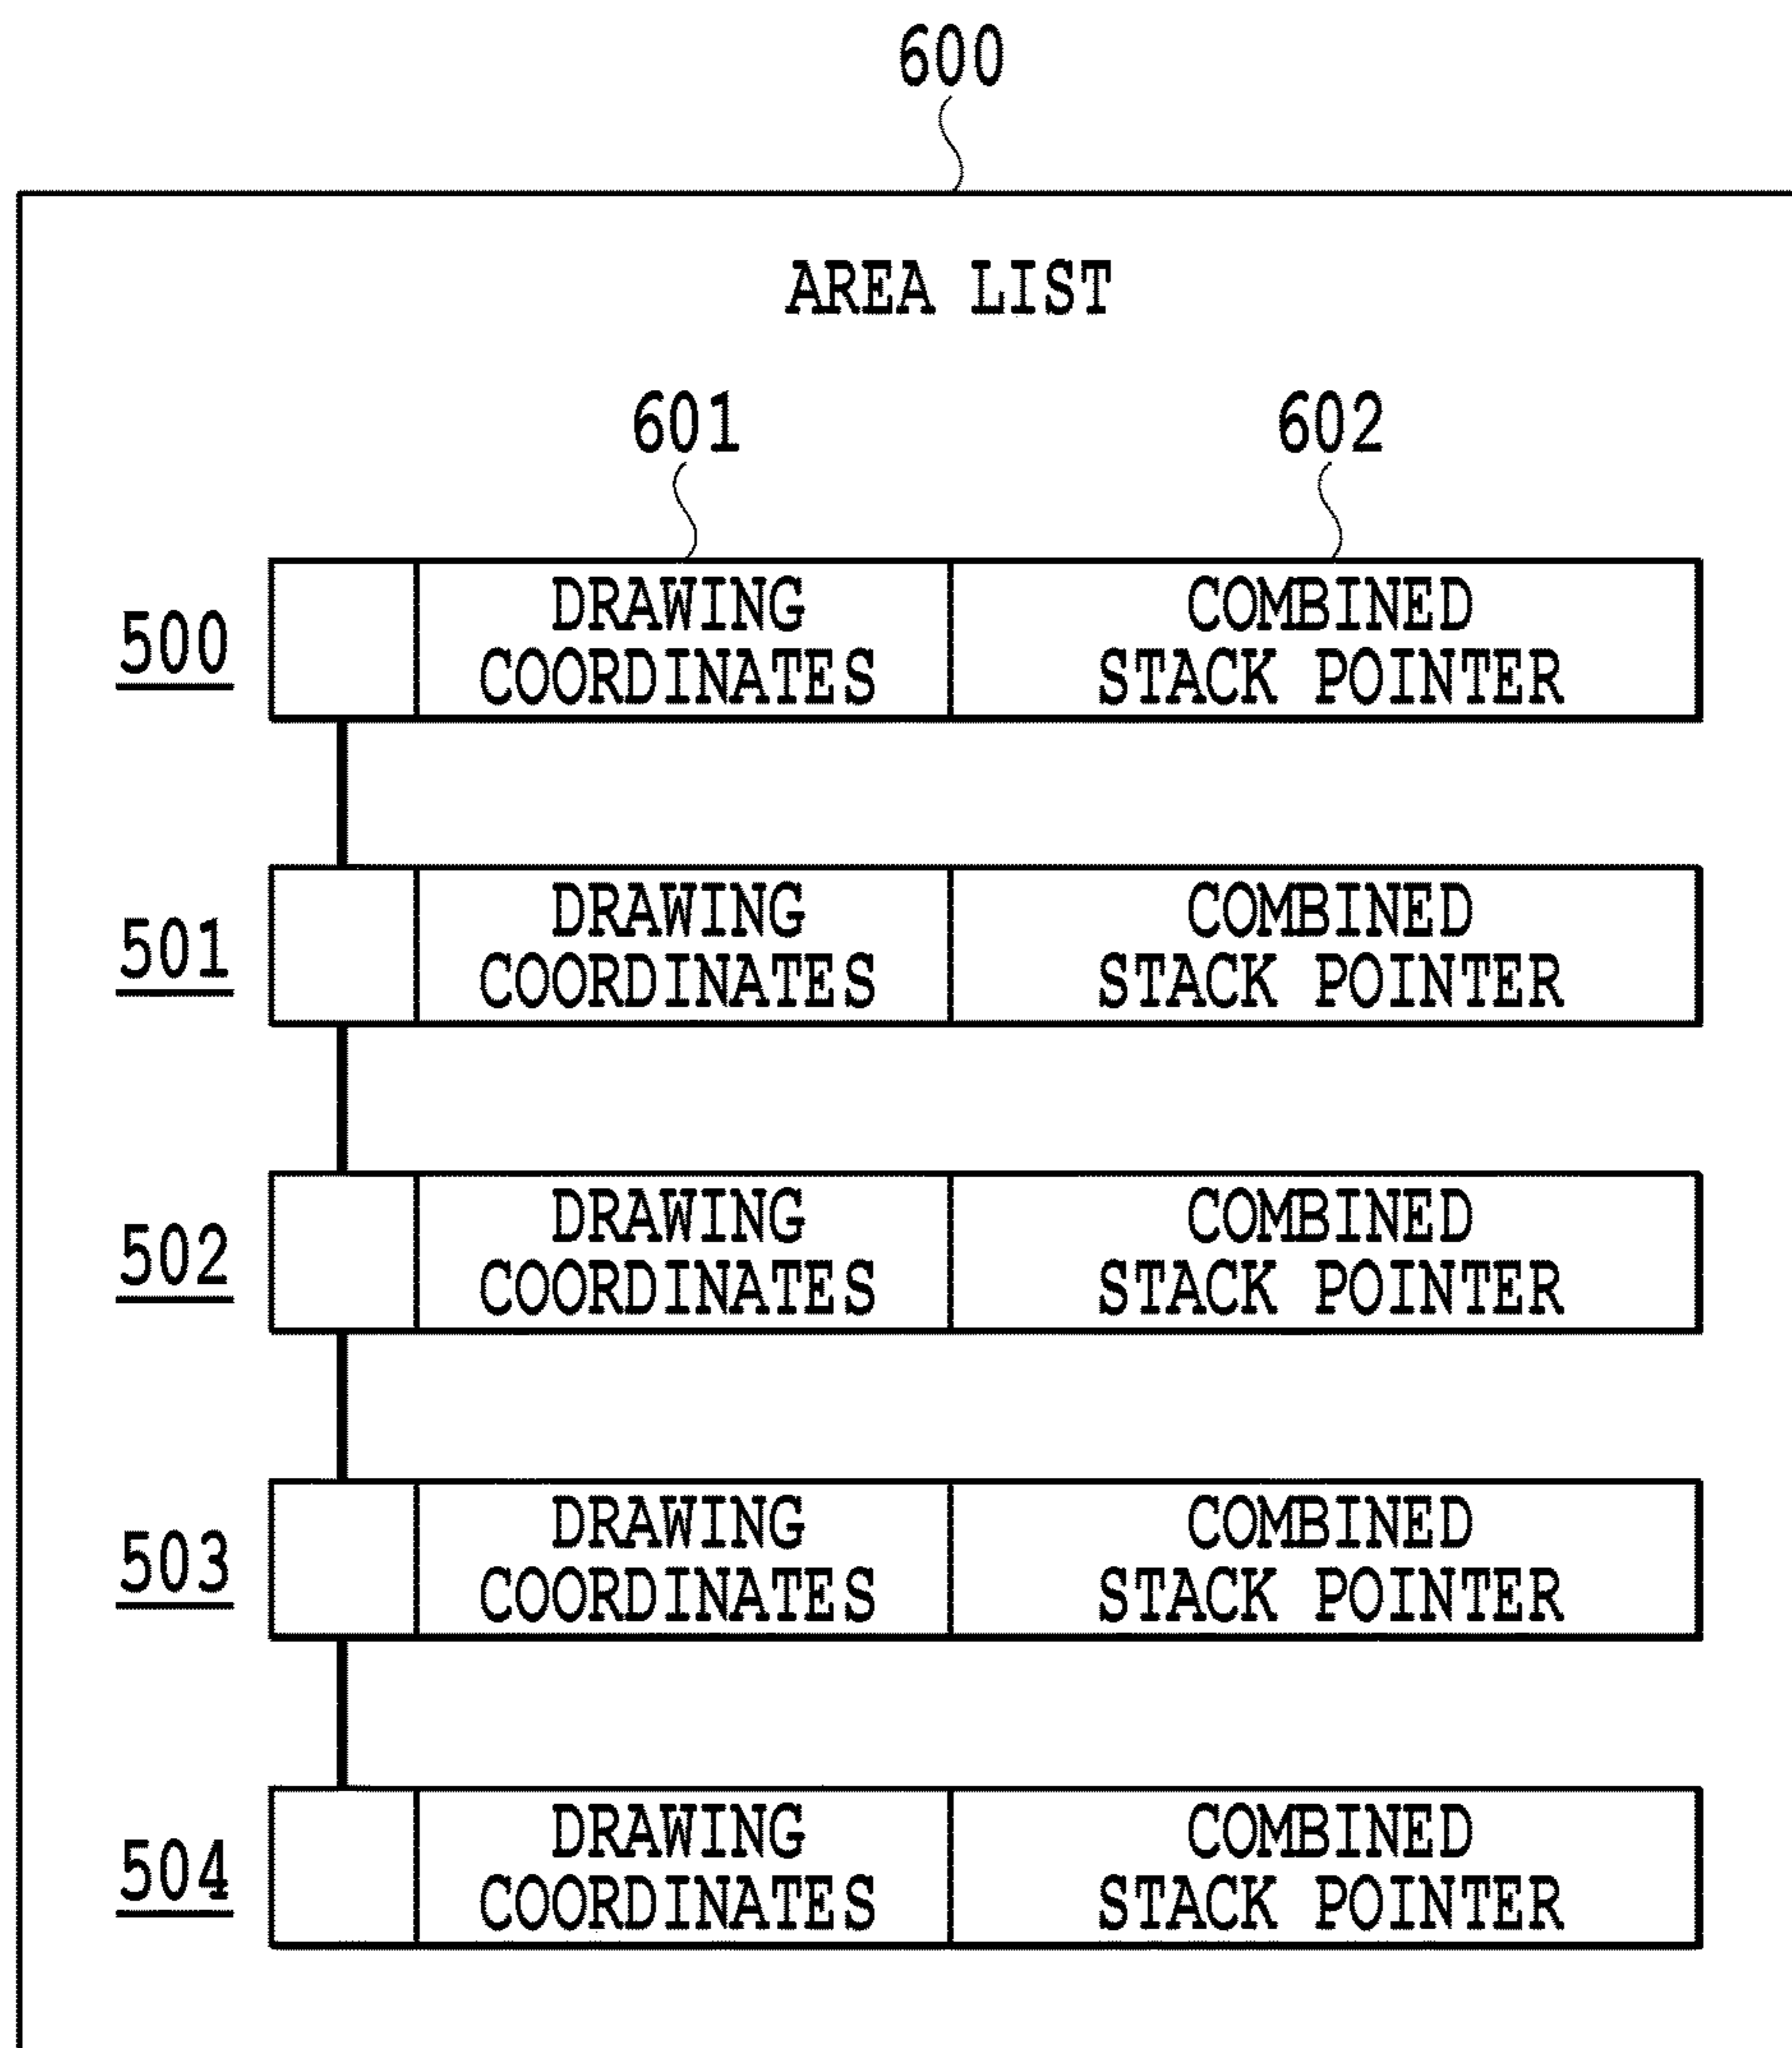 600
AREA LIST
601
602
500
DRAWING
COORDINATES
COMBINED
STACK POINTER
501
DRAWING
COORDINATES
COMBINED
STACK POINTER
502
DRAWING
COORDINATES
COMBINED
STACK POINTER
503
DRAWING
COORDINATES
COMBINED
STACK POINTER
504
DRAWING
COORDINATES
COMBINED
STACK POINTER